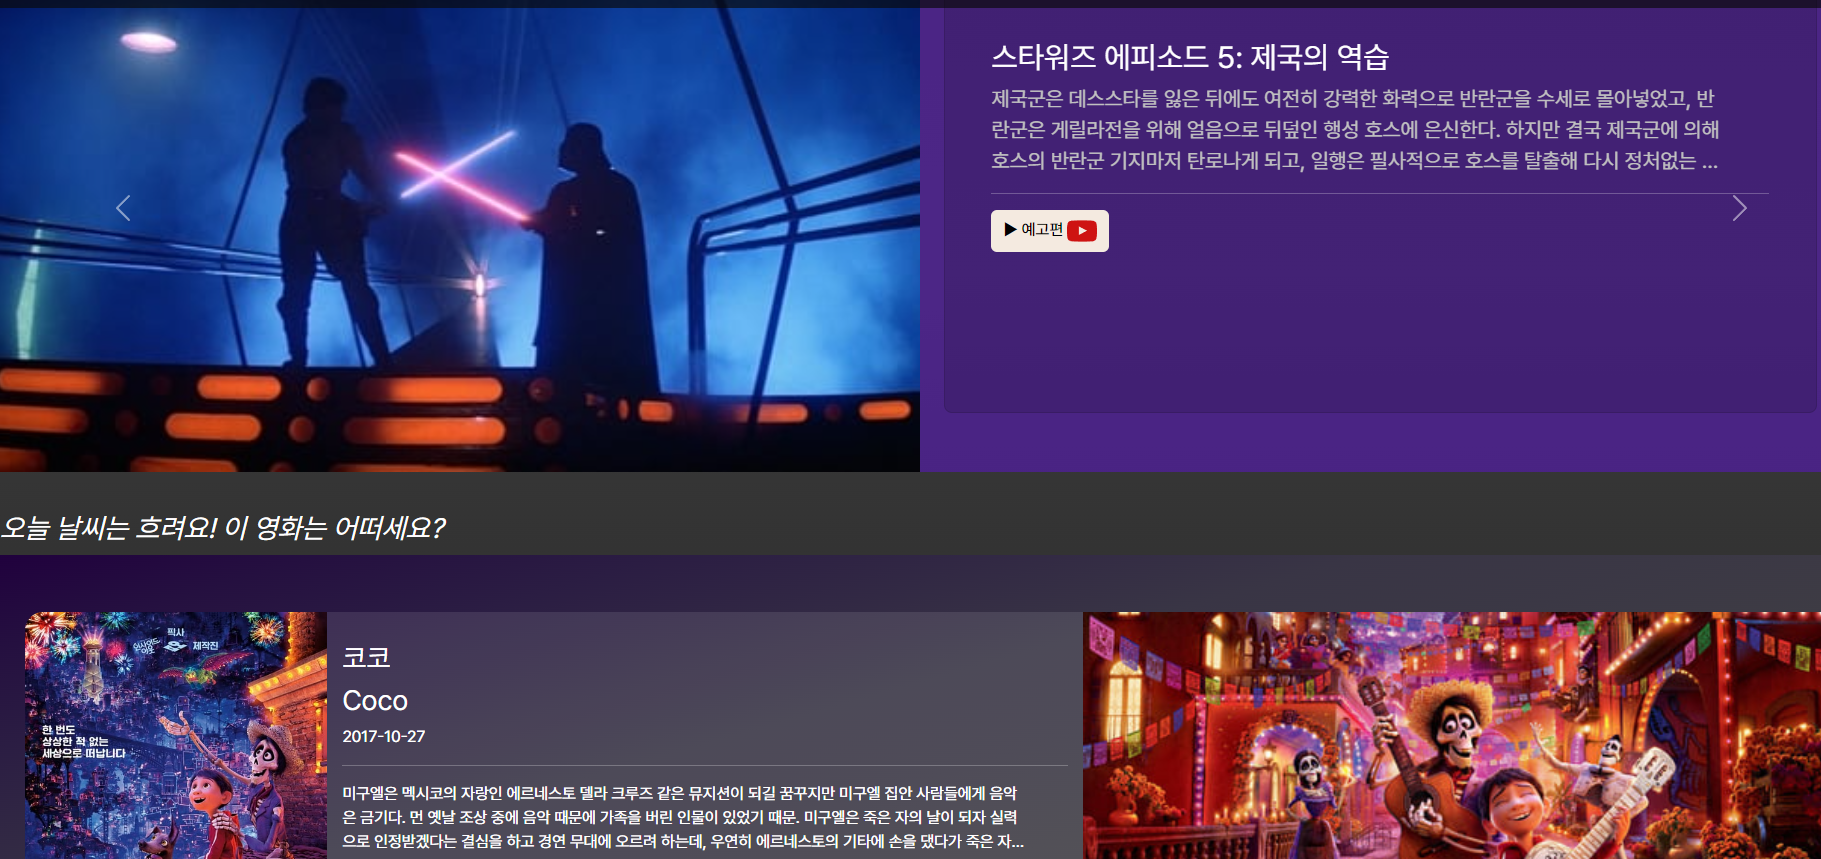 스타워즈 에피소드 5: 제국의 역습
제국군은 데스스타를 잃은 뒤에도 여전히 강력한 화력으로 반란군을 수세로 몰아넣었고, 반
란군은 게릴라전을 위해 얼음으로 뒤덮인 행성 호스에 은신한다. 하지만 결국 제국군에 의해
호스의 반란군 기지마저 탄로나게 되고, 일행은 필사적으로 호스를 탈출해 다시 정처없는 ...
▶ 예고편
오늘 날씨는 흐려요! 이 영화는 어떠세요?
픽사
인사이드 아웃 제작진
한 번도
상상한 적 없는
세상으로 떠납니다
코코
Coco
2017-10-27
미구엘은 멕시코의 자랑인 에르네스토 델라 크루즈 같은 뮤지션이 되길 꿈꾸지만 미구엘 집안 사람들에게 음악
은 금기다. 먼 옛날 조상 중에 음악 때문에 가족을 버린 인물이 있었기 때문. 미구엘은 죽은 자의 날이 되자 실력
으로 인정받겠다는 결심을 하고 경연 무대에 오르려 하는데, 우연히 에르네스토의 기타에 손을 댔다가 죽은 자...